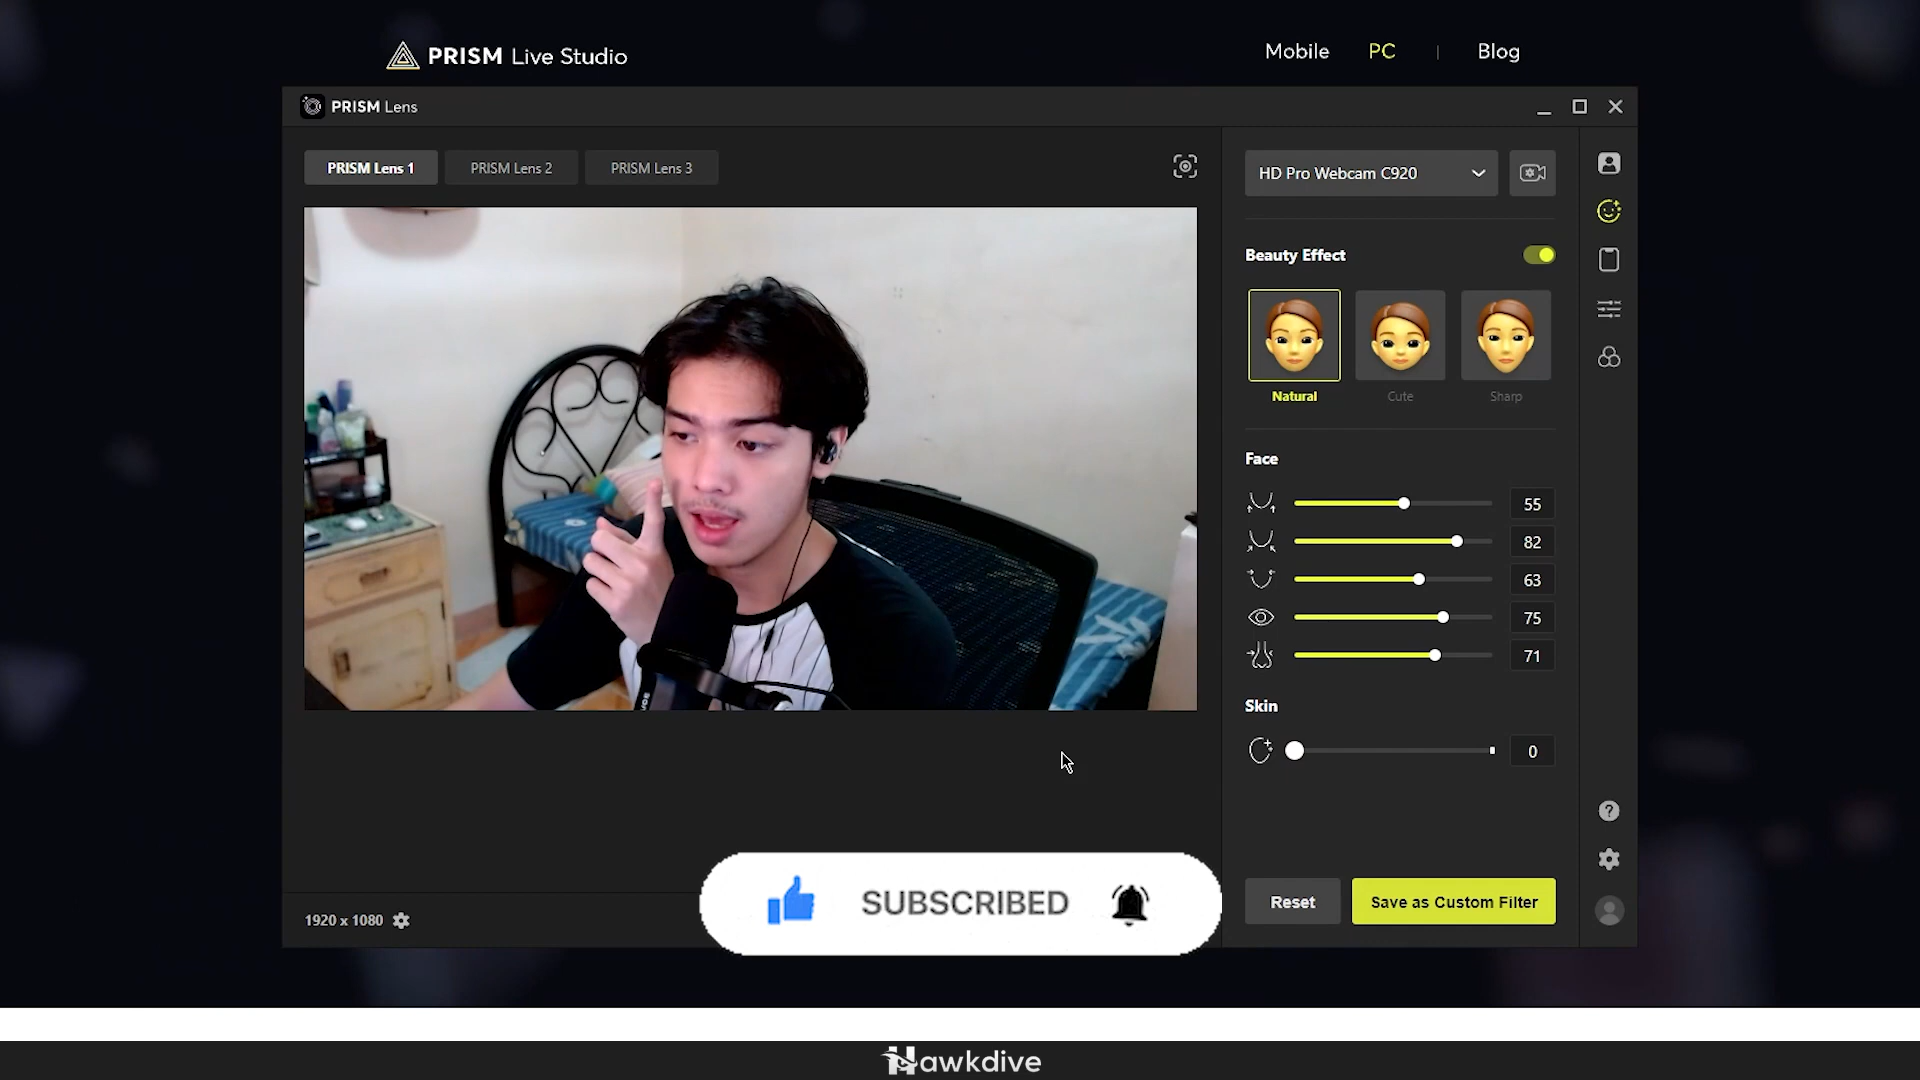 PRISM Live Studio
Mobile PC | Blog
PRISM Lens
PRISM Lens 1 PRISM Lens 2 PRISM Lens 3
HD Pro Webcam C920
Beauty Effect
Natural Cute Sharp
Face
55
82
63
75
71
Skin
0
Reset Save as Custom Filter
1920 x 1080
SUBSCRIBED
Hawkdive